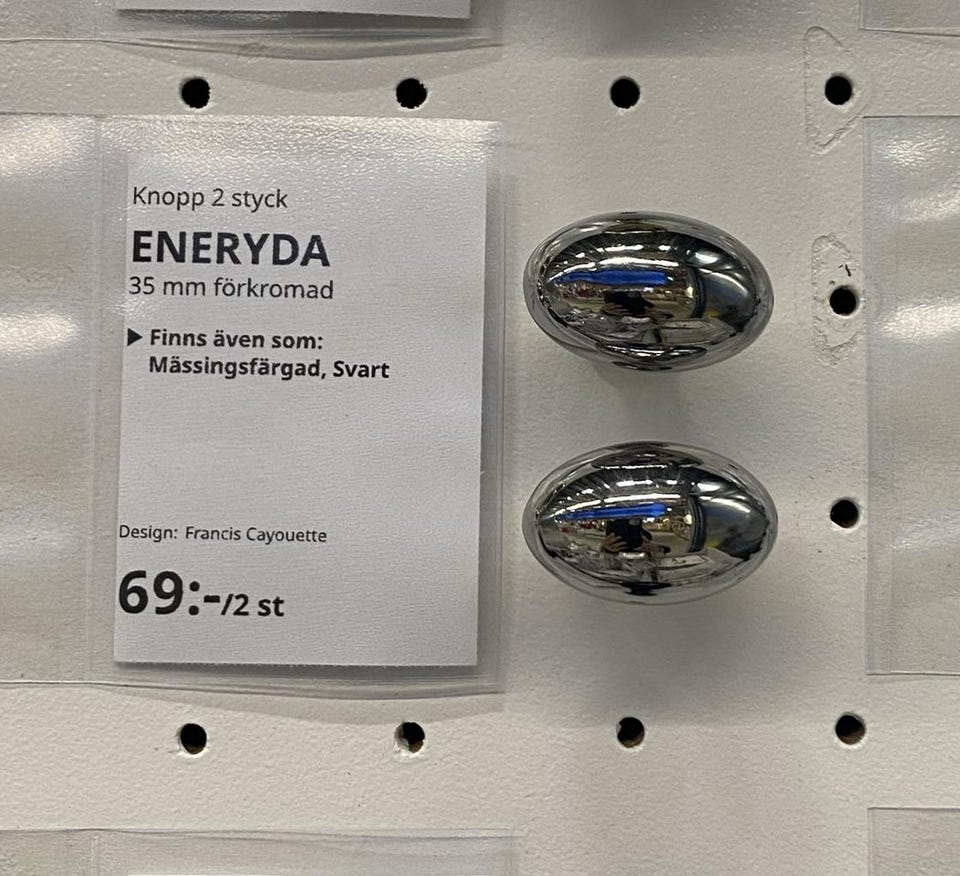 Knopp 2 styck
ENERYDA
35 mm förkromad
▶ Finns även som:
Mässingsfärgad, Svart
Design: Francis Cayouette
69:-/2 st